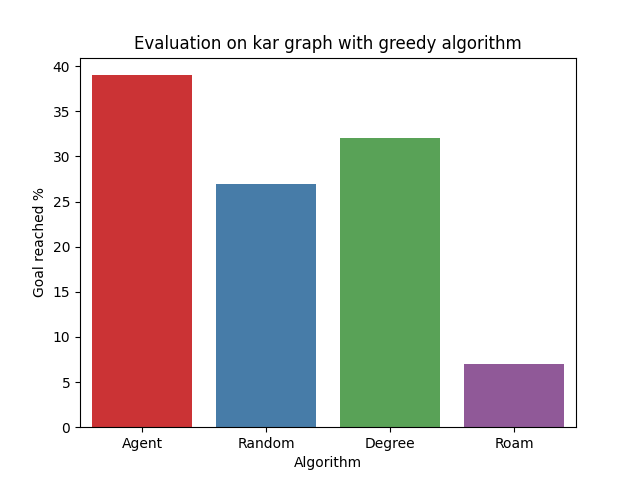 Evaluation on kar graph with greedy algorithm
40
35
30
25
20
15
10
5
0
Goal reached %
Agent Random Degree Roam
Algorithm